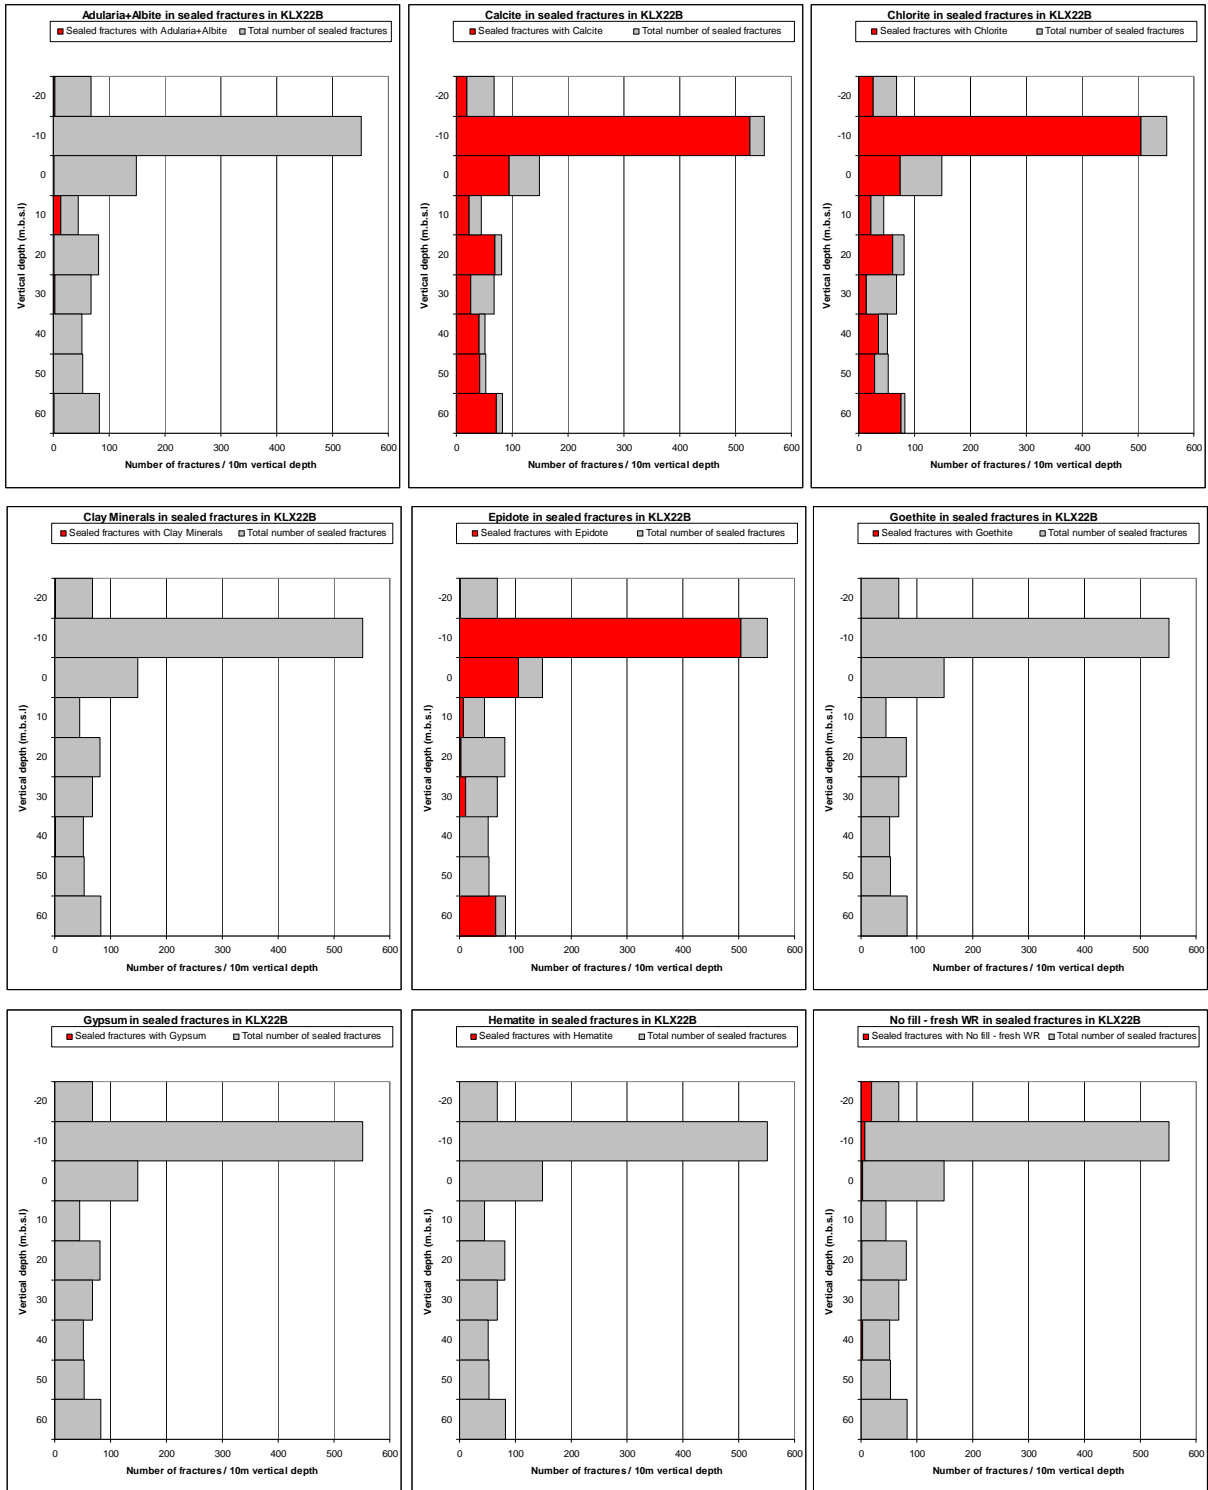 Adularia+Albite in sealed fractures in KLX22B
Sealed fractures with Adularia+Albite Total number of sealed fractures
-20
-10
0
10
20
30
40
50
60
Vertical depth (m.b.s.l)
0 100 200 300 400 500 600
Number of fractures / 10m vertical depth
Calcite in sealed fractures in KLX22B
Sealed fractures with Calcite Total number of sealed fractures
-20
-10
0
10
20
30
40
50
60
Vertical depth (m.b.s.l)
0 100 200 300 400 500 600
Number of fractures / 10m vertical depth
Chlorite in sealed fractures in KLX22B
Sealed fractures with Chlorite Total number of sealed fractures
-20
-10
0
10
20
30
40
50
60
Vertical depth (m.b.s.l)
0 100 200 300 400 500 600
Number of fractures / 10m vertical depth
Clay Minerals in sealed fractures in KLX22B
Sealed fractures with Clay Minerals Total number of sealed fractures
-20
-10
0
10
20
30
40
50
60
Vertical depth (m.b.s.l)
0 100 200 300 400 500 600
Number of fractures / 10m vertical depth
Epidote in sealed fractures in KLX22B
Sealed fractures with Epidote Total number of sealed fractures
-20
-10
0
10
20
30
40
50
60
Vertical depth (m.b.s.l)
0 100 200 300 400 500 600
Number of fractures / 10m vertical depth
Goethite in sealed fractures in KLX22B
Sealed fractures with Goethite Total number of sealed fractures
-20
-10
0
10
20
30
40
50
60
Vertical depth (m.b.s.l)
0 100 200 300 400 500 600
Number of fractures / 10m vertical depth
Gypsum in sealed fractures in KLX22B
Sealed fractures with Gypsum Total number of sealed fractures
-20
-10
0
10
20
30
40
50
60
Vertical depth (m.b.s.l)
0 100 200 300 400 500 600
Number of fractures / 10m vertical depth
Hematite in sealed fractures in KLX22B
Sealed fractures with Hematite Total number of sealed fractures
-20
-10
0
10
20
30
40
50
60
Vertical depth (m.b.s.l)
0 100 200 300 400 500 600
Number of fractures / 10m vertical depth
No fill - fresh WR in sealed fractures in KLX22B
Sealed fractures with No fill - fresh WR Total number of sealed fractures
-20
-10
0
10
20
30
40
50
60
Vertical depth (m.b.s.l)
0 100 200 300 400 500 600
Number of fractures / 10m vertical depth